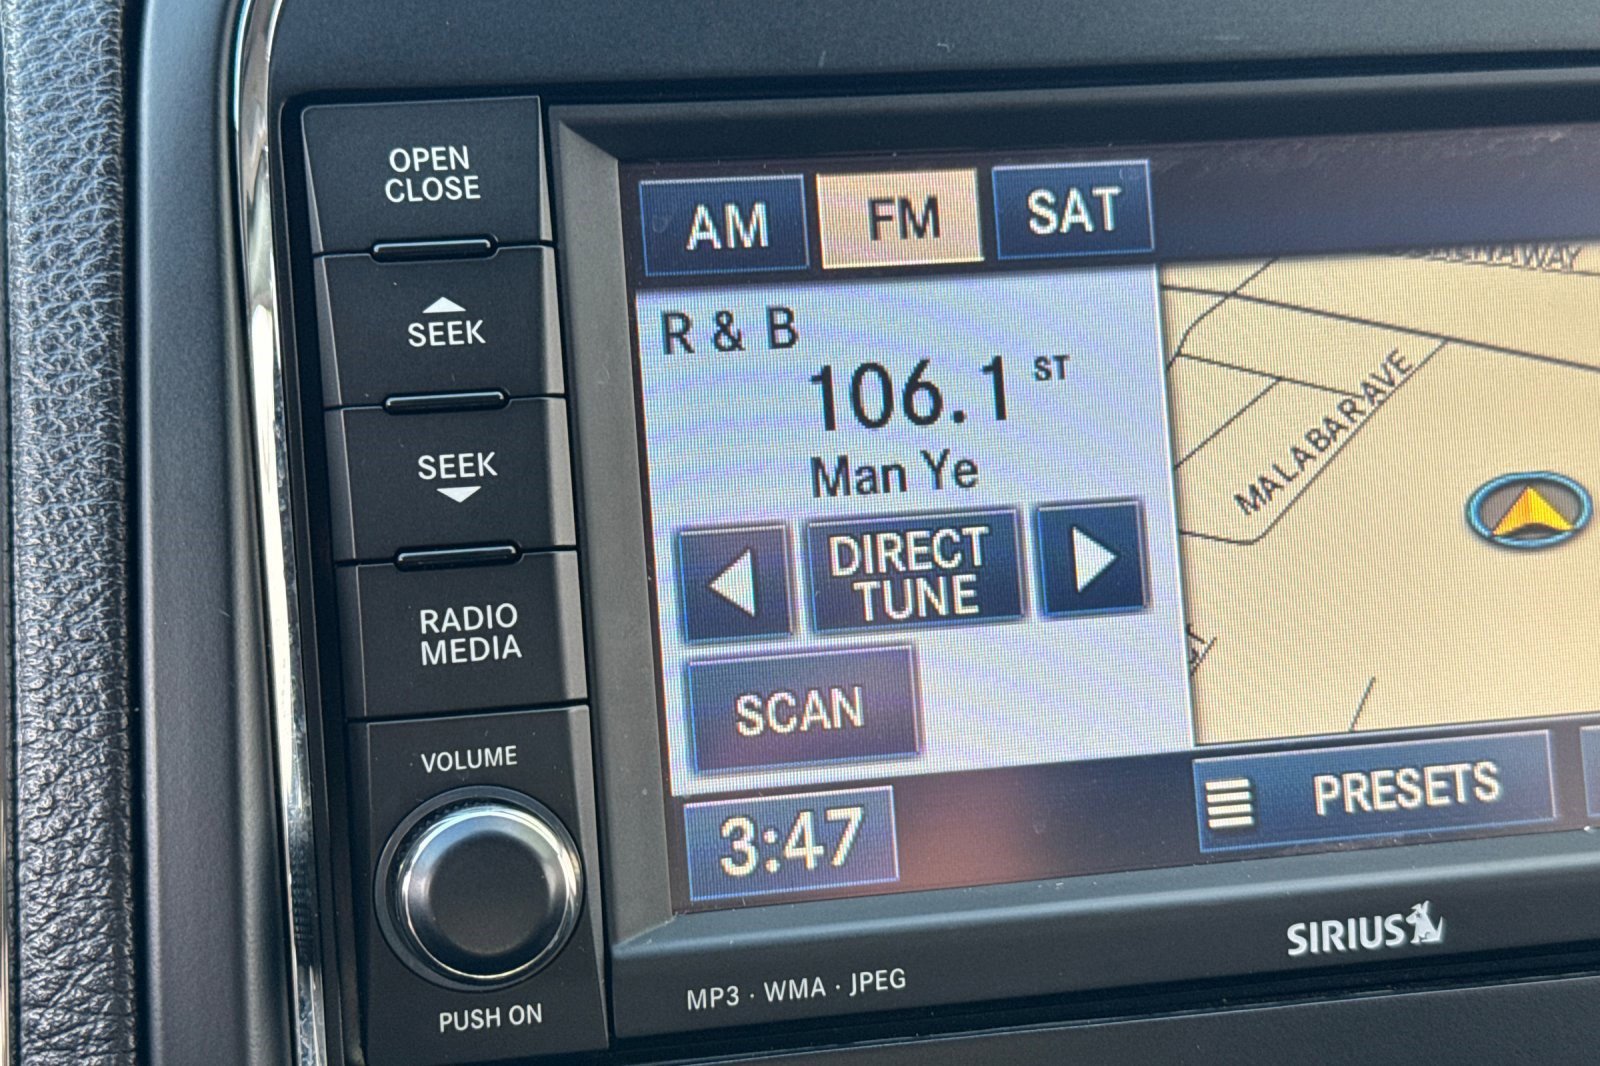 OPEN
CLOSE
SEEK
SEEK
RADIO
MEDIA
VOLUME
PUSH ON
AM FM SAT
R & B
106.1 ST
Man Ye
DIRECT
TUNE
SCAN
3:47
MALABAR AVE
PRESETS
SIRIUS
MP3 · WMA · JPEG